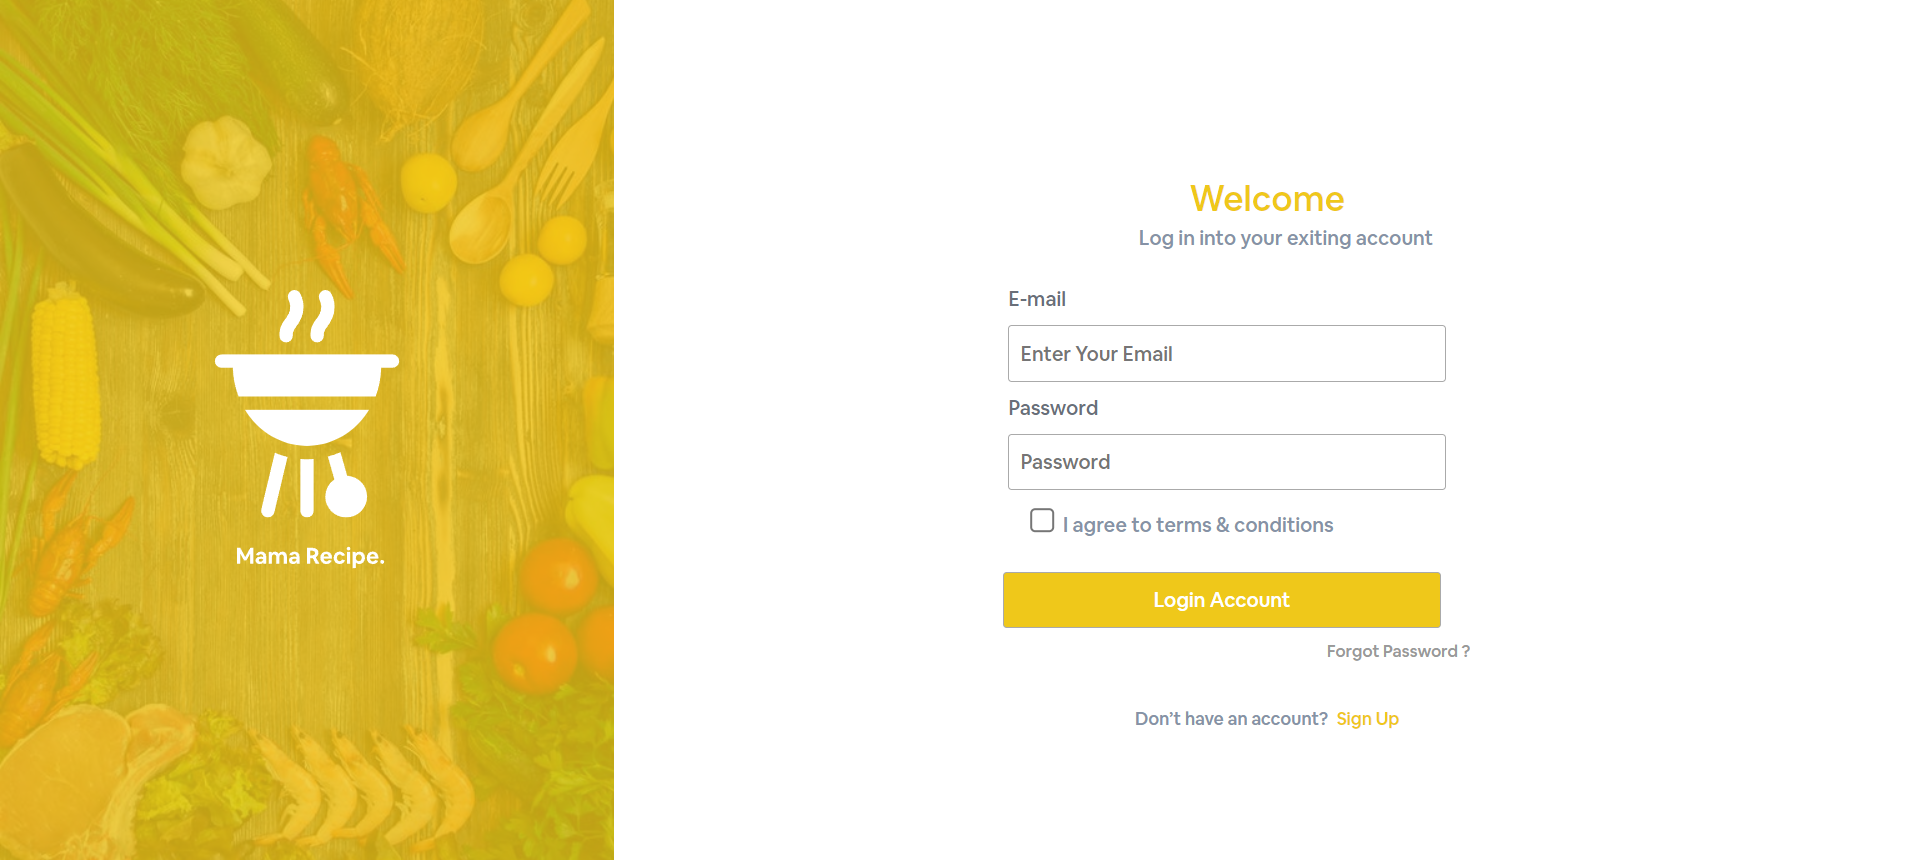 Mama Recipe.
Welcome
Log in into your exiting account
E-mail
Enter Your Email
Password
Password
I agree to terms & conditions
Login Account
Forgot Password ?
Don’t have an account? Sign Up